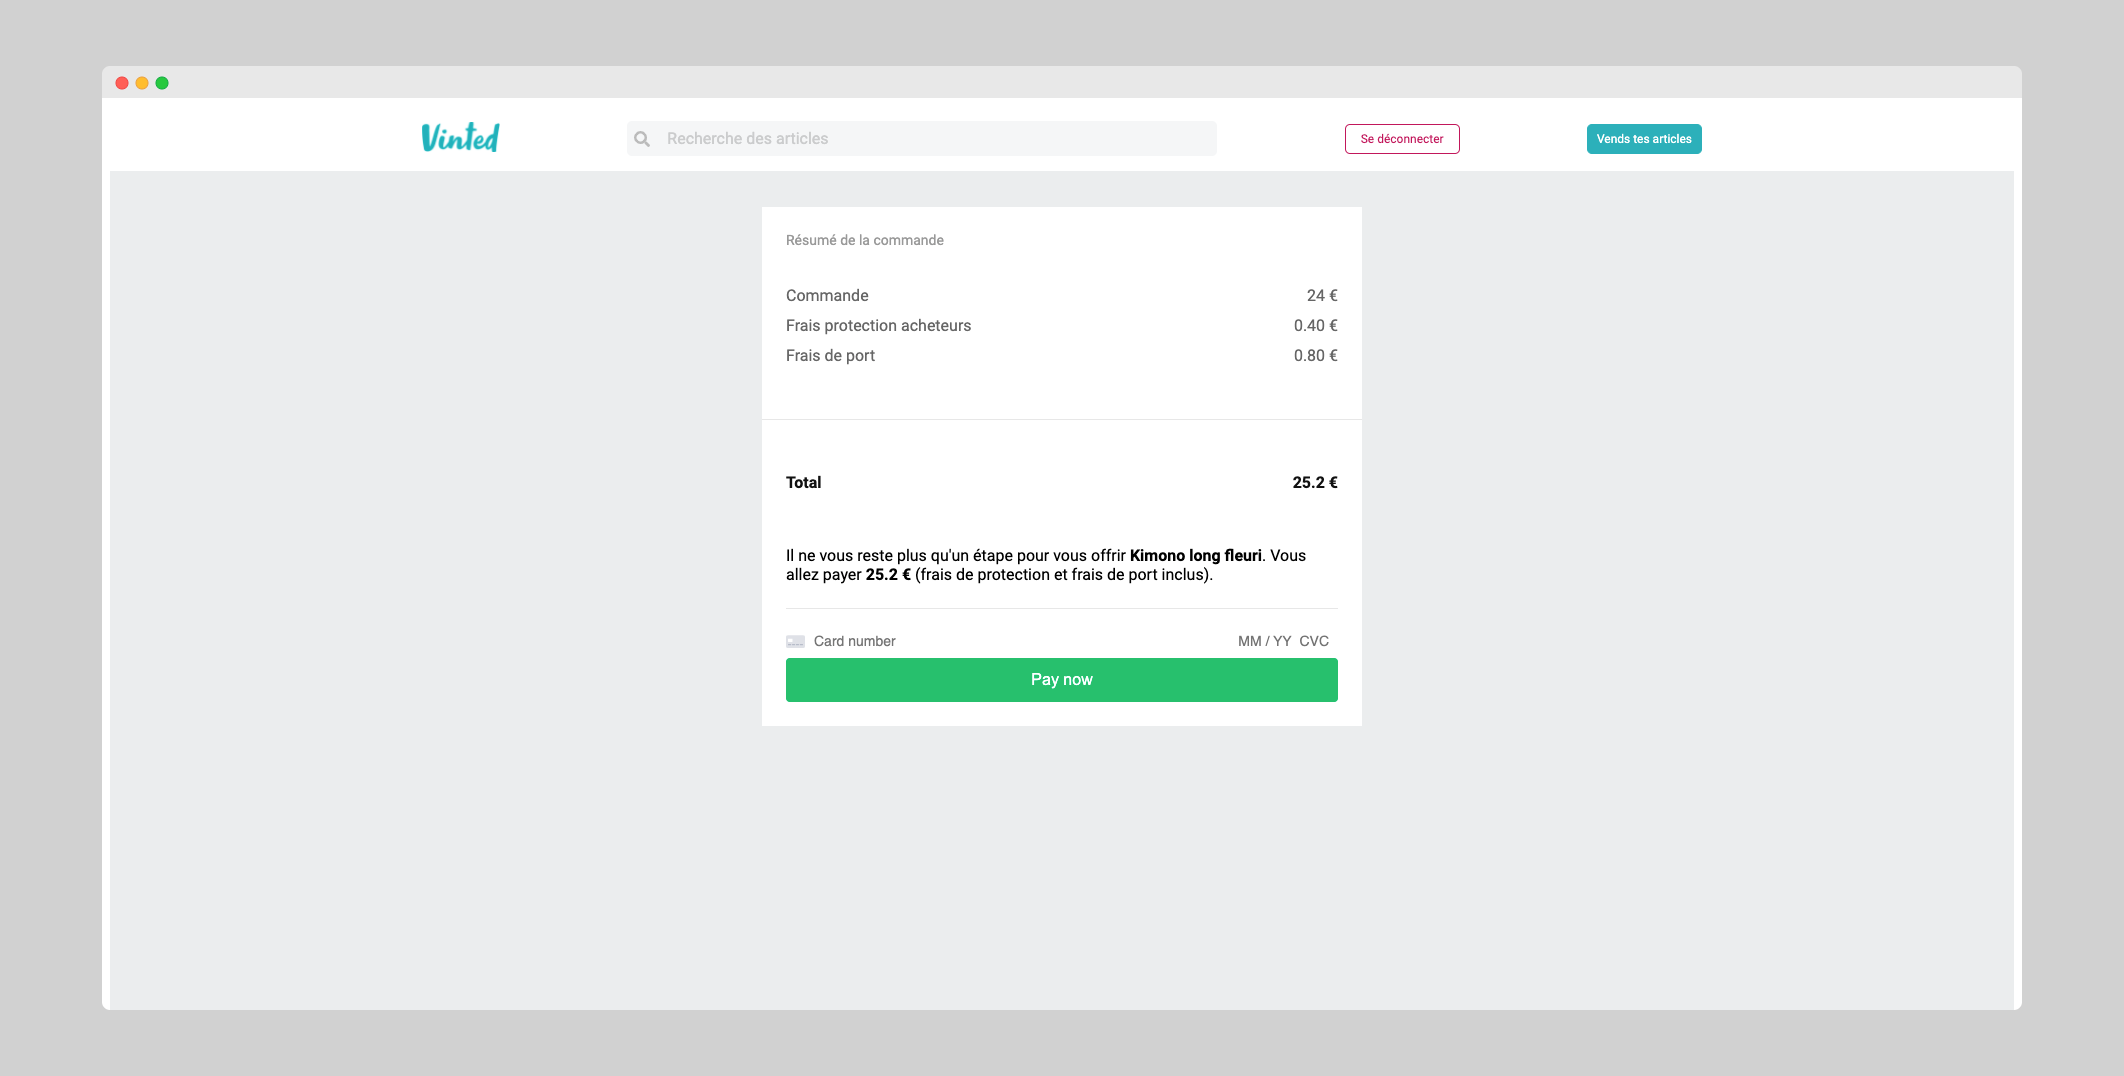 Vinted
Recherche des articles
Se déconnecter
Vends tes articles
Résumé de la commande
Commande 24 €
Frais protection acheteurs 0.40 €
Frais de port 0.80 €
Total 25.2 €
Il ne vous reste plus qu'un étape pour vous offrir Kimono long fleuri. Vous
allez payer 25.2 € (frais de protection et frais de port inclus).
Card number MM / YY CVC
Pay now